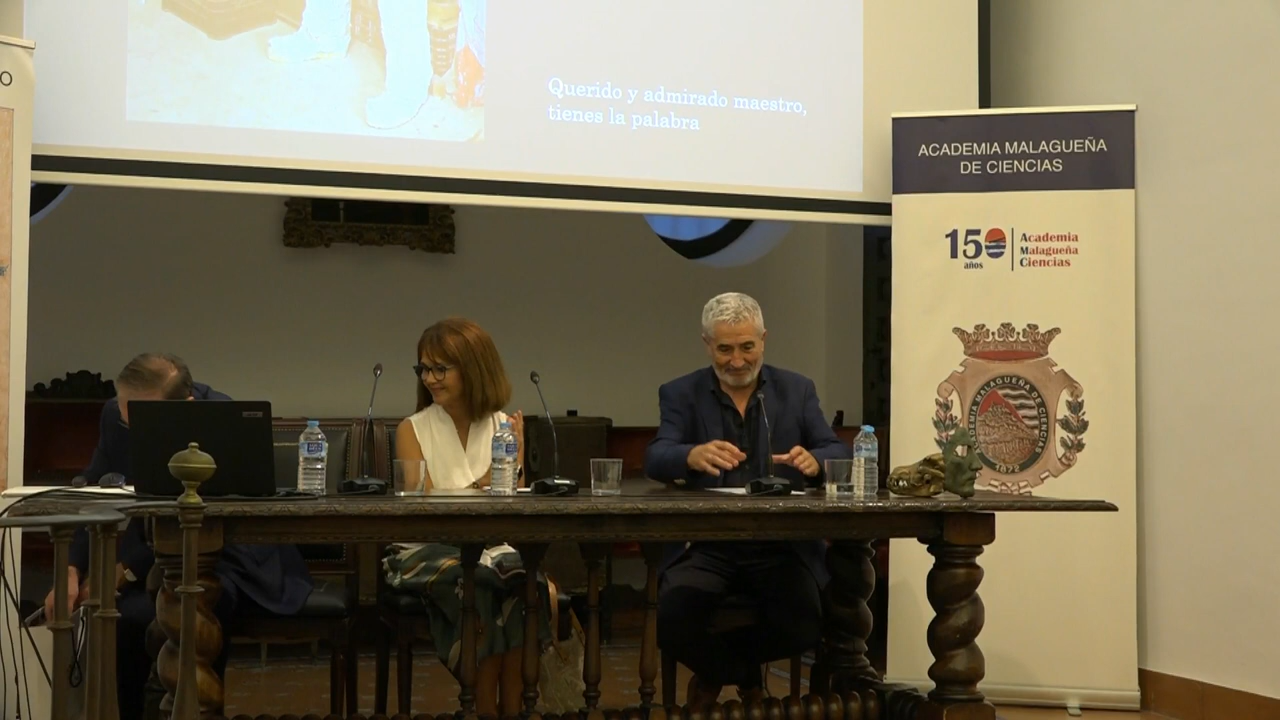 Querido y admirado maestro,
tienes la palabra
O
ACADEMIA MALAGUEÑA
DE CIENCIAS
150
años
Academia
Malagueña
Ciencias
ACADEMIA MALAGUEÑA DE CIENCIAS
1872